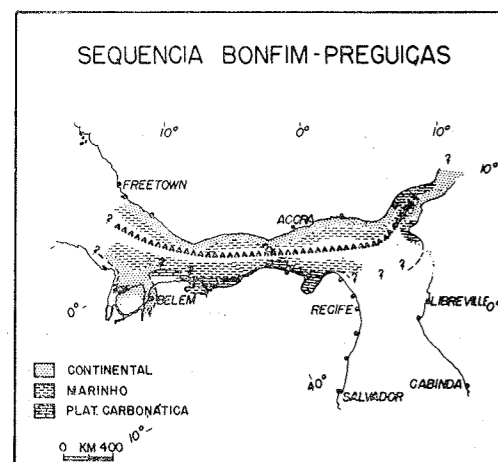 SEQUENCIA BONFIM-PREGUIÇAS
10° 0° 10°
? 10°
FREETOWN
ACCRA
?
?
? ?
? ? ?
BELEM
?
0°
RECIFE
LIBREVILLE 0°
CONTINENTAL
MARINHO
PLAT. CARBONÁTICA
10°
SALVADOR
CABINDA
0 KM 400 10°